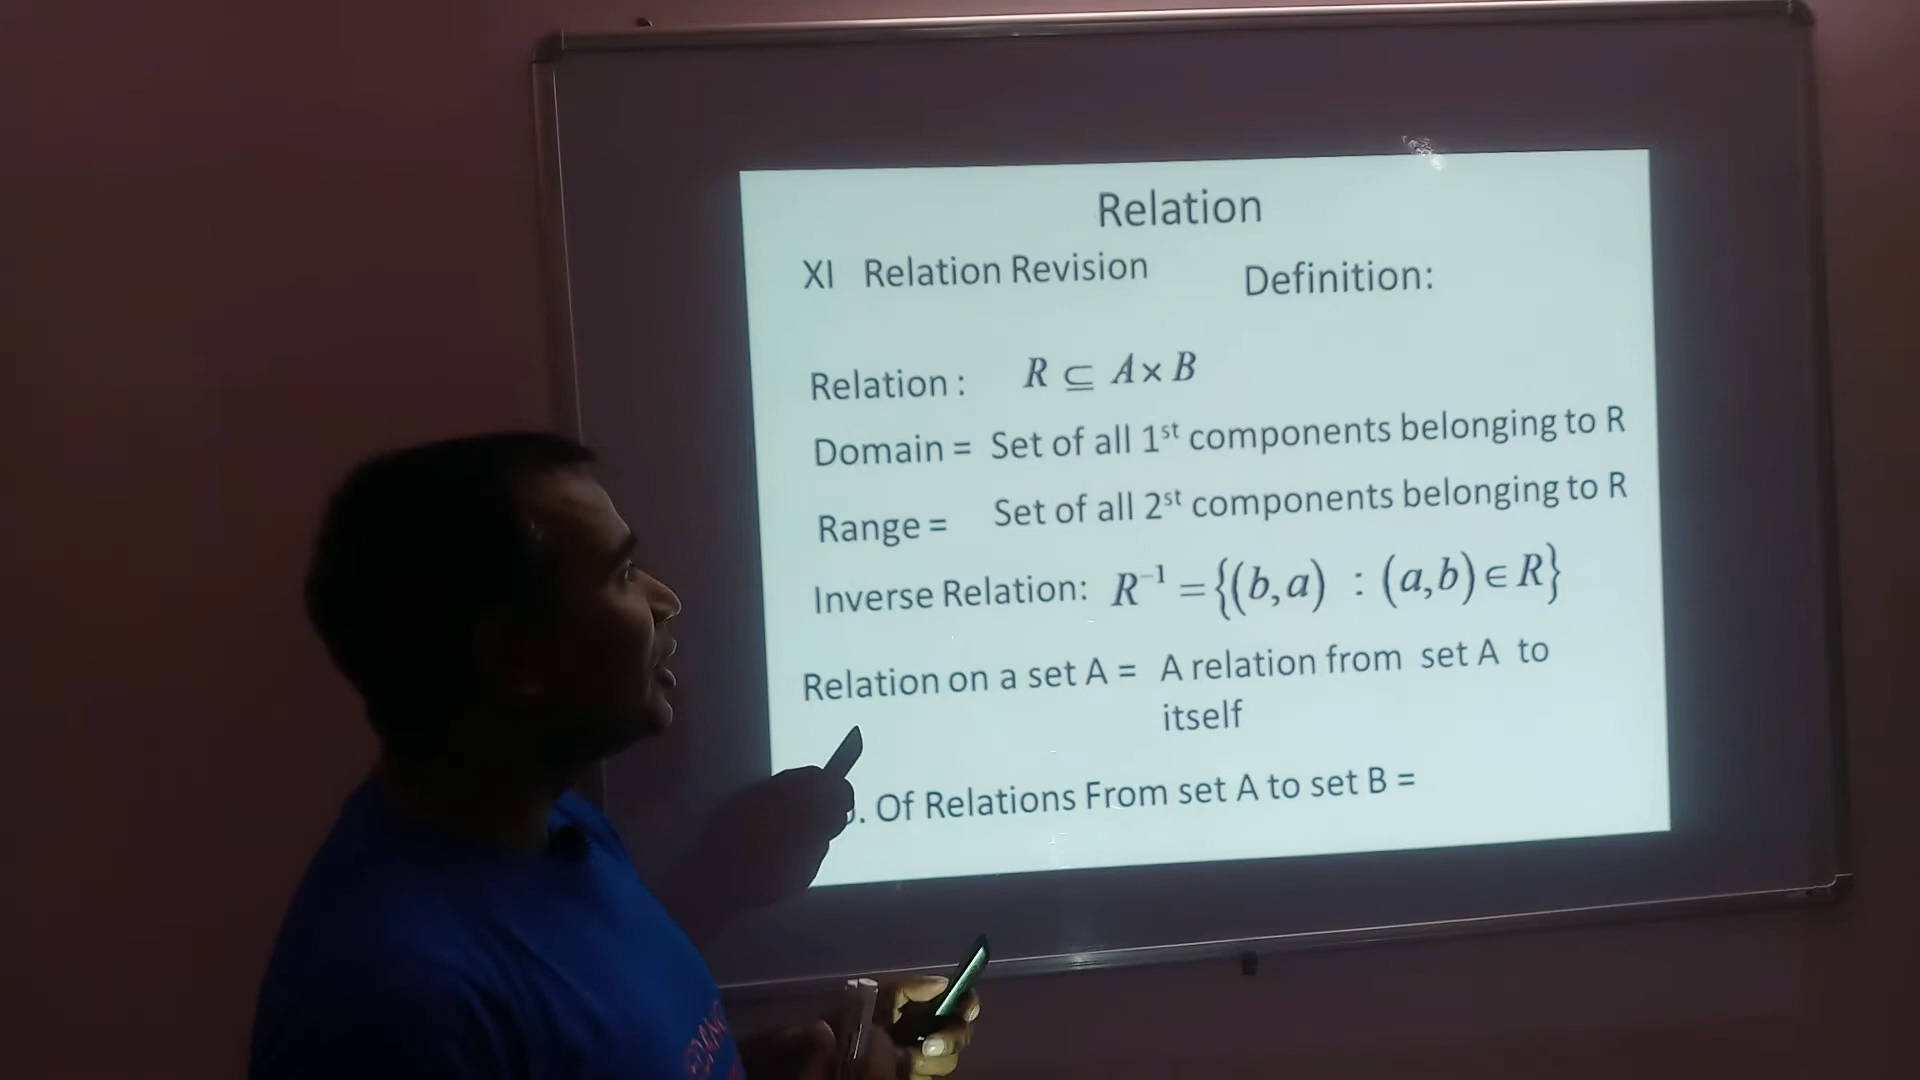 Relation
XI Relation Revision Definition:
Relation : R ⊆ A × B
Domain = Set of all 1st components belonging to R
Range = Set of all 2st components belonging to R
Inverse Relation: R⁻¹ = {(b,a) : (a,b) ∈ R}
Relation on a set A = A relation from set A to
itself
. Of Relations From set A to set B =